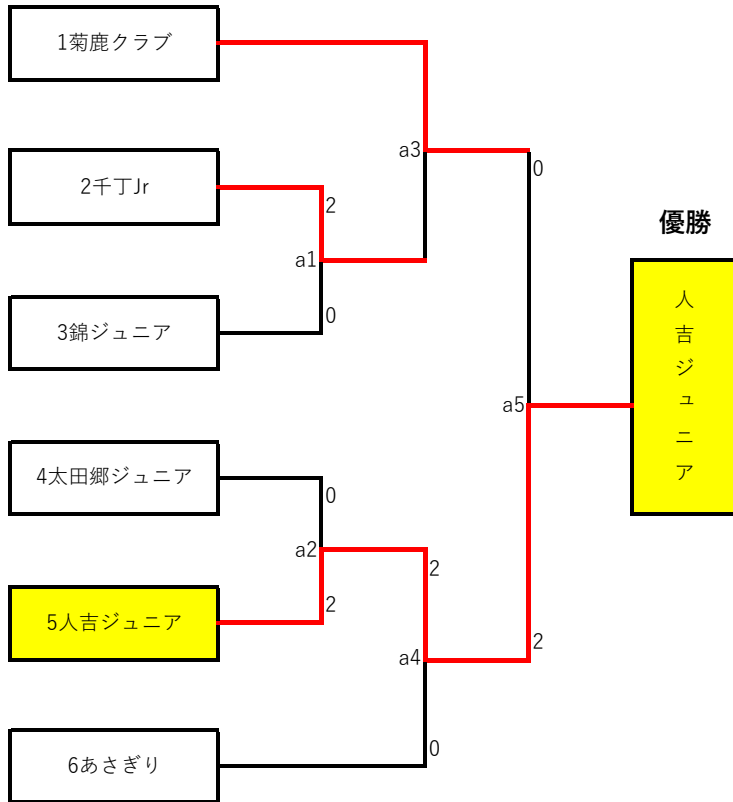 1菊鹿クラブ
a3
0
2千丁Jr
2
優勝
a1
人吉ジュニア
0
3錦ジュニア
a5
4太田郷ジュニア
0
a2
2
2
5人吉ジュニア
2
a4
0
6あさぎり